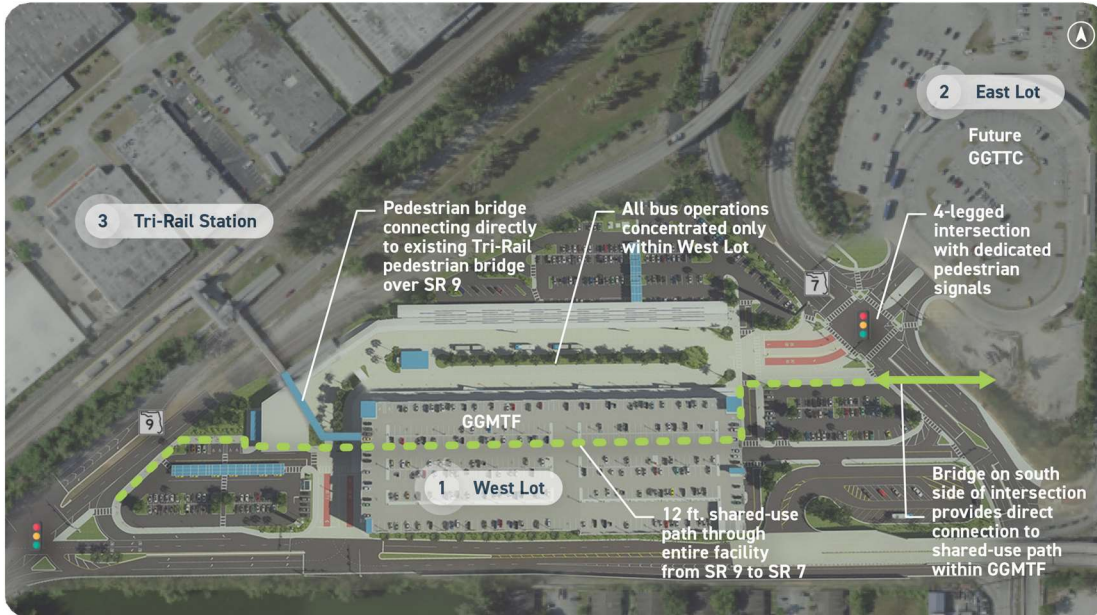 2 East Lot
Future
GGTTC
3 Tri-Rail Station
Pedestrian bridge
connecting directly
to existing Tri-Rail
pedestrian bridge
over SR 9
All bus operations
concentrated only
within West Lot
4-legged
intersection
with dedicated
pedestrian
signals
7
9
GGMTF
1 West Lot
12 ft. shared-use
path through
entire facility
from SR 9 to SR 7
Bridge on south
side of intersection
provides direct
connection to
shared-use path
within GGMTF